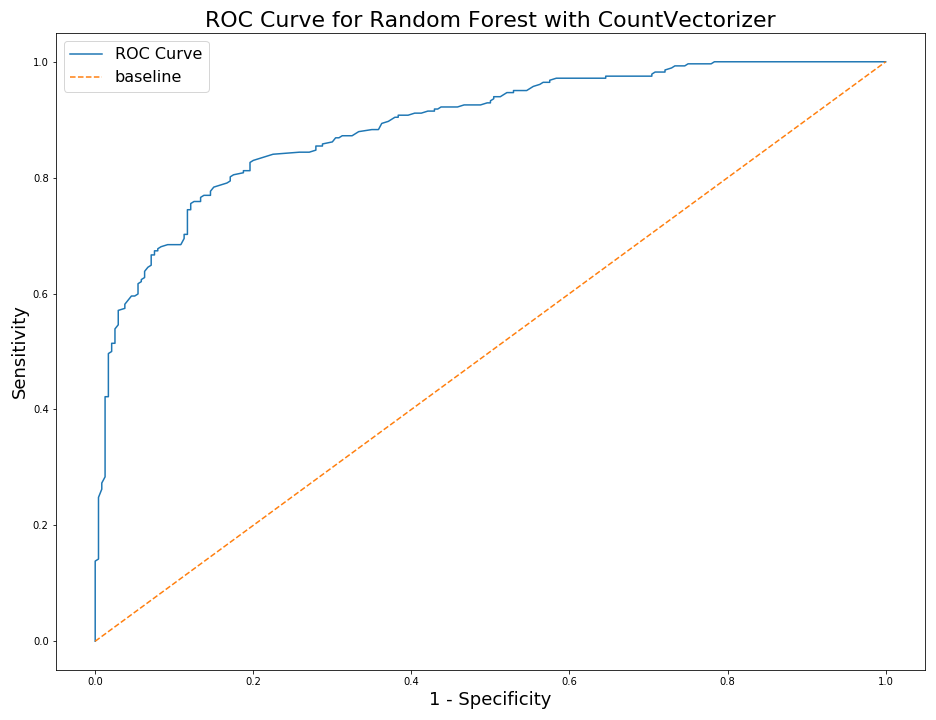 ROC Curve for Random Forest with CountVectorizer
ROC Curve
baseline
Sensitivity
1.0
0.8
0.6
0.4
0.2
0.0
0.0 0.2 0.4 0.6 0.8 1.0
1 - Specificity